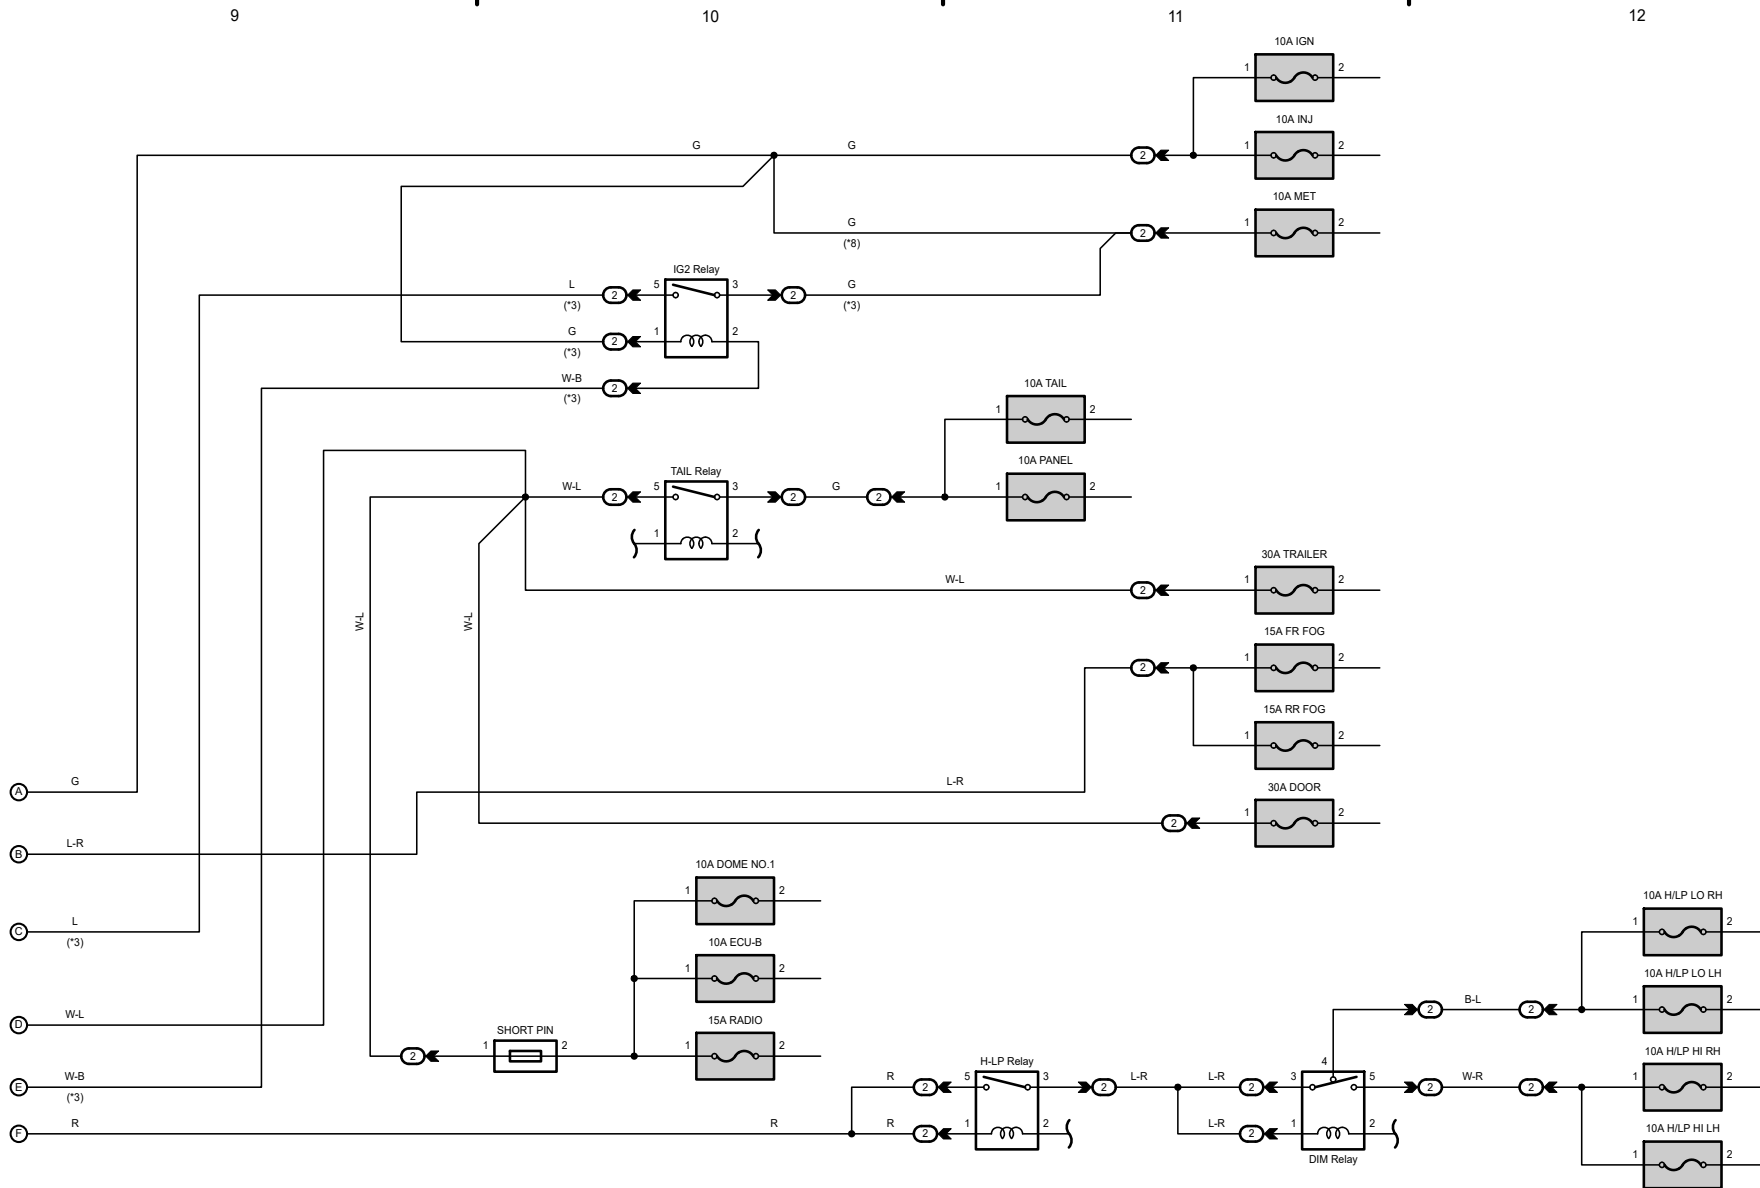 9 10 11 12
10A IGN
1 2
10A INJ
G G 2 1 2
10A MET
G 2 1 2
(*8)
IG2 Relay
L 2 5 3 2 G
(*3) (*3)
G 2 1 2
(*3)
W-B 2
(*3)
10A TAIL
1 2
TAIL Relay 10A PANEL
W-L 2 5 3 2 G 2 1 2
1 2
30A TRAILER
W-L 2 1 2
W-L W-L
15A FR FOG
2 1 2
15A RR FOG
1 2
A G L-R
30A DOOR
2 1 2
B L-R
10A DOME NO.1
1 2
10A H/LP LO RH
1 2
C L
(*3)
10A ECU-B
1 2
10A H/LP LO LH
2 B-L 2 1 2
D W-L
SHORT PIN 15A RADIO
2 1 2 1 2
H-LP Relay 4 10A H/LP HI RH
E W-B R 2 5 3 2 L-R L-R 2 3 5 2 W-R 2 1 2
(*3)
F R R R 2 1 2 L-R 2 1 2
10A H/LP HI LH
DIM Relay 1 2